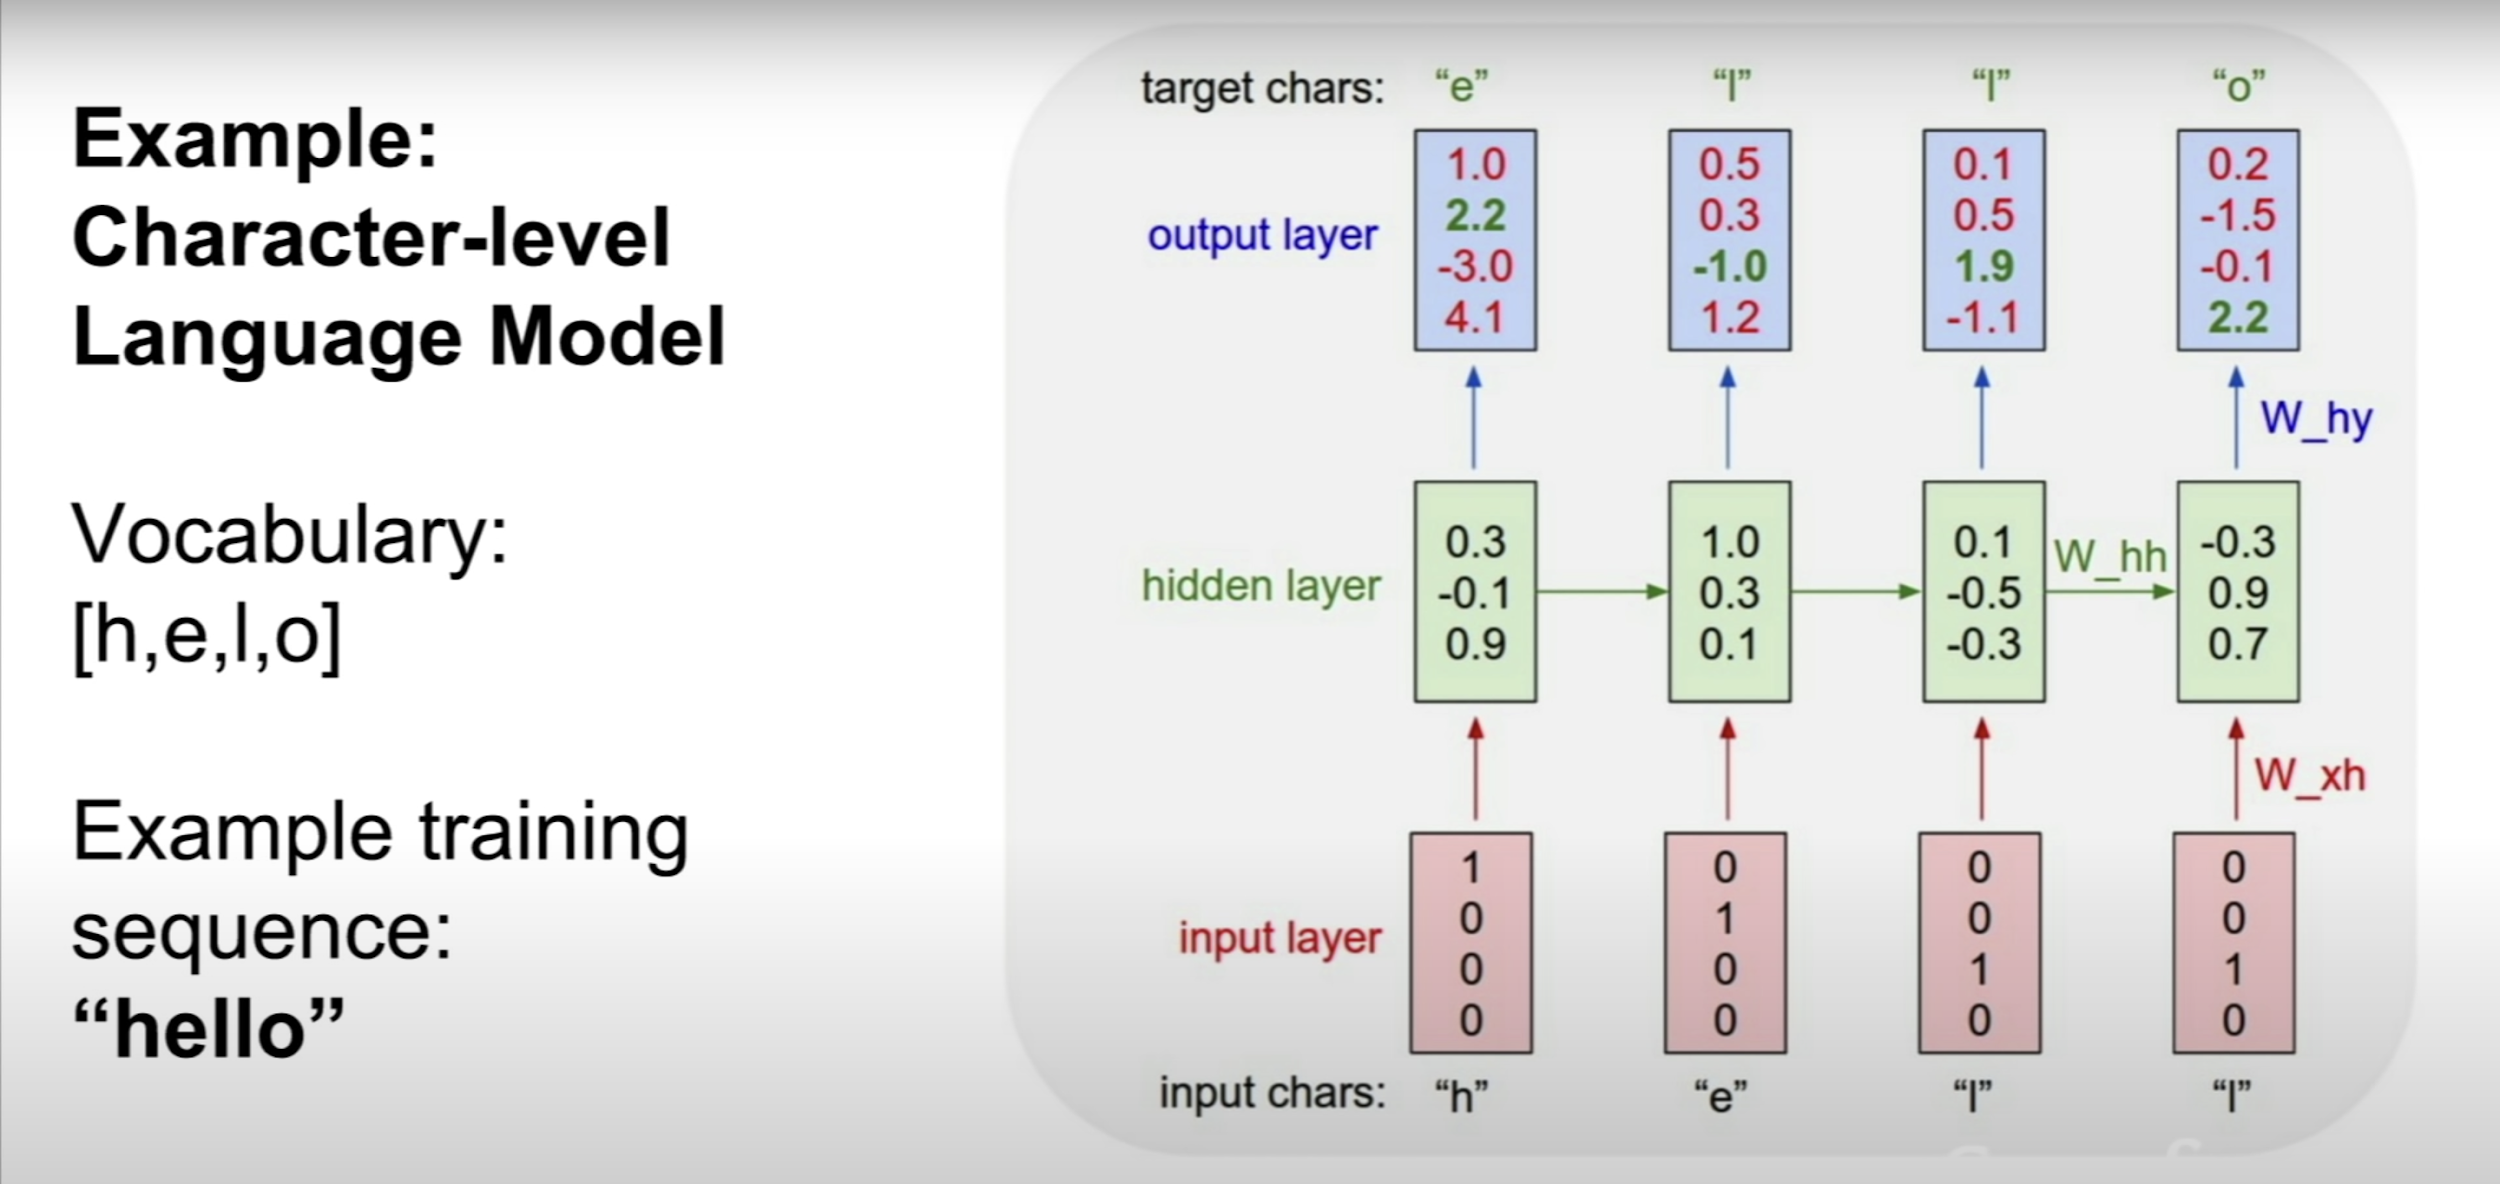 Example:
Character-level
Language Model
Vocabulary:
[h,e,l,o]
Example training
sequence:
“hello”
target chars: “e” “l” “l” “o”
output layer
1.0 0.5 0.1 0.2
2.2 0.3 0.5 -1.5
-3.0 -1.0 1.9 -0.1
4.1 1.2 -1.1 2.2
W_hy
hidden layer
0.3 1.0 0.1 -0.3
-0.1 0.3 -0.5 0.9
0.9 0.1 -0.3 0.7
W_hh
W_xh
input layer
1 0 0 0
0 1 0 0
0 0 1 1
0 0 0 0
input chars: “h” “e” “l” “l”